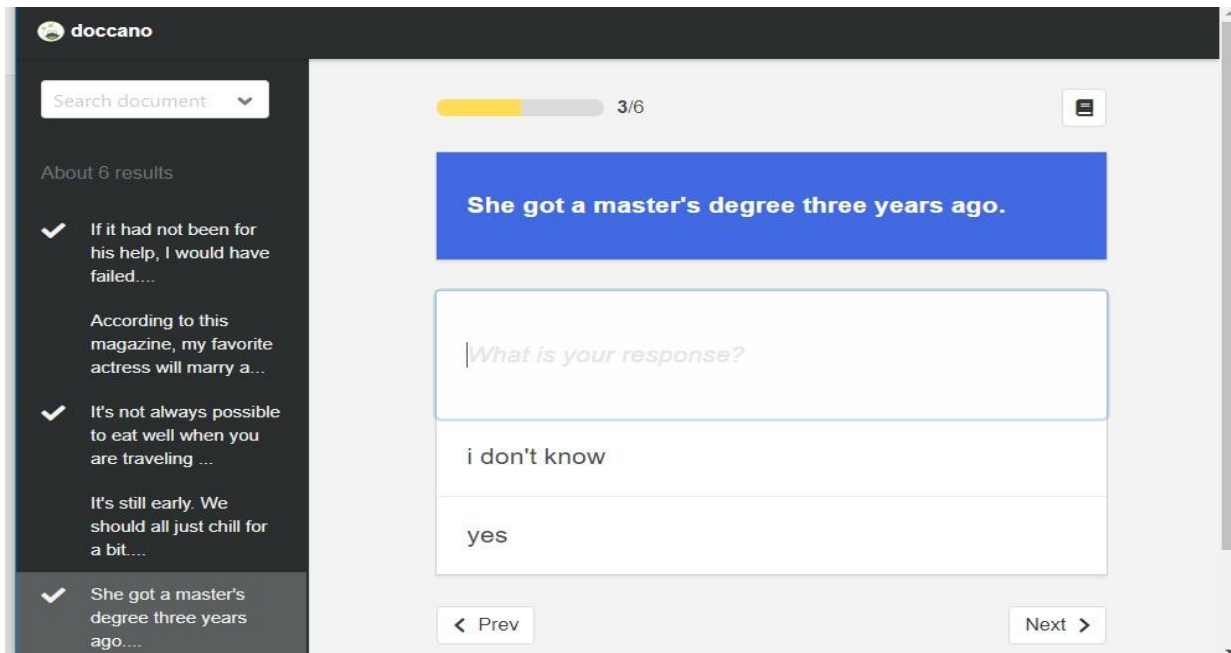 doccano
Search document
About 6 results
If it had not been for
his help, I would have
failed....
According to this
magazine, my favorite
actress will marry a...
It's not always possible
to eat well when you
are traveling ...
It's still early. We
should all just chill for
a bit....
She got a master's
degree three years
ago....
3/6
She got a master's degree three years ago.
What is your response?
i don't know
yes
Prev
Next